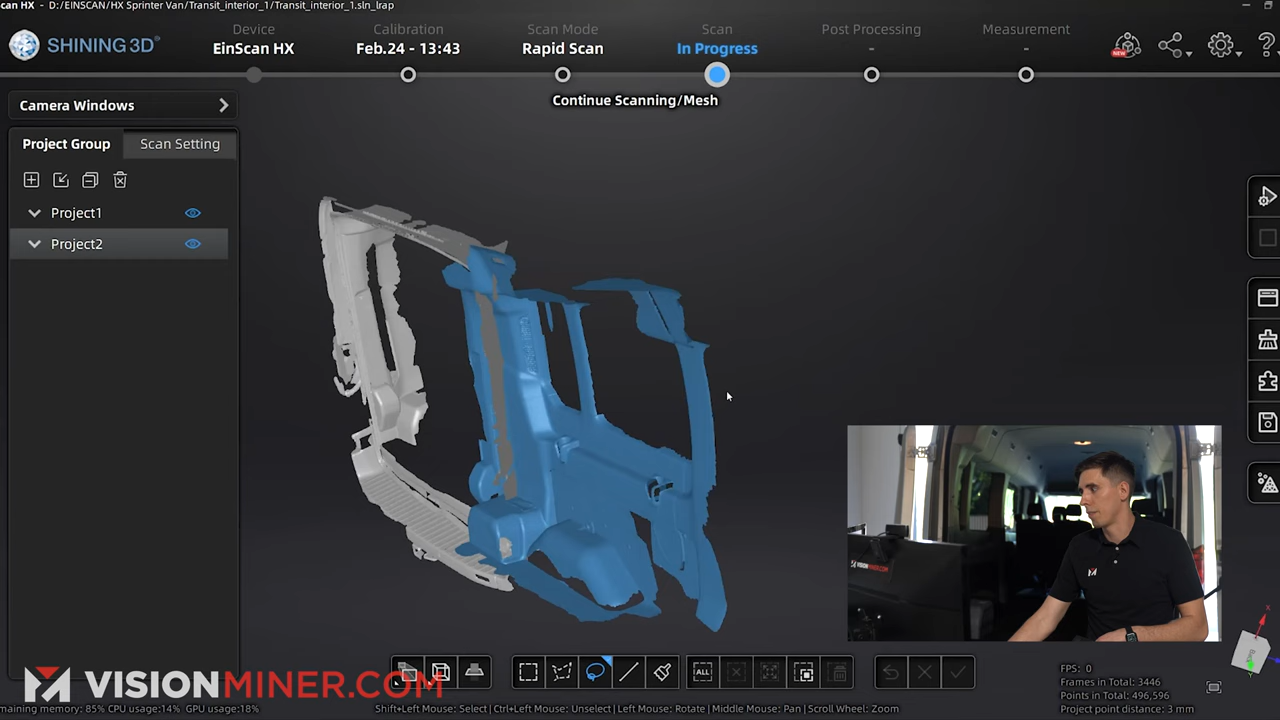 can HX - D:/EINSCAN/HX Sprinter Van/Transit_interior_1/Transit_interior_1.sln_lrap
SHINING 3D®
Device
EinScan HX
Calibration
Feb.24 - 13:43
Scan Mode
Rapid Scan
Scan
In Progress
Post Processing
-
Measurement
-
NEW
?
Continue Scanning/Mesh
Camera Windows
Project Group
Scan Setting
Project1
Project2
VISIONMINER.COM
ALL
VISIONMINER.COM
FPS: 0
Frames in Total: 3446
Points in Total: 496,596
Project point distance: 3 mm
maining memory: 85% CPU usage:14% GPU usage:18%
Shift+Left Mouse: Select | Ctrl+Left Mouse: Unselect | Left Mouse: Rotate | Middle Mouse: Pan | Scroll Wheel: Zoom